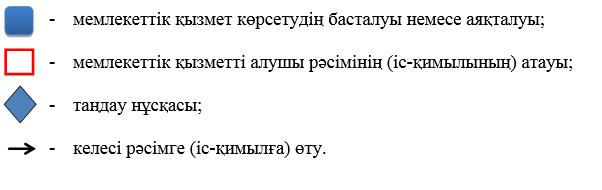 - мемлекеттік қызмет көрсетудің басталуы немесе аяқталуы;
- мемлекеттік қызметті алушы рәсімінің (іс-қимылының) атауы;
- таңдау нұсқасы;
- келесі рәсімге (іс-қимылға) өту.